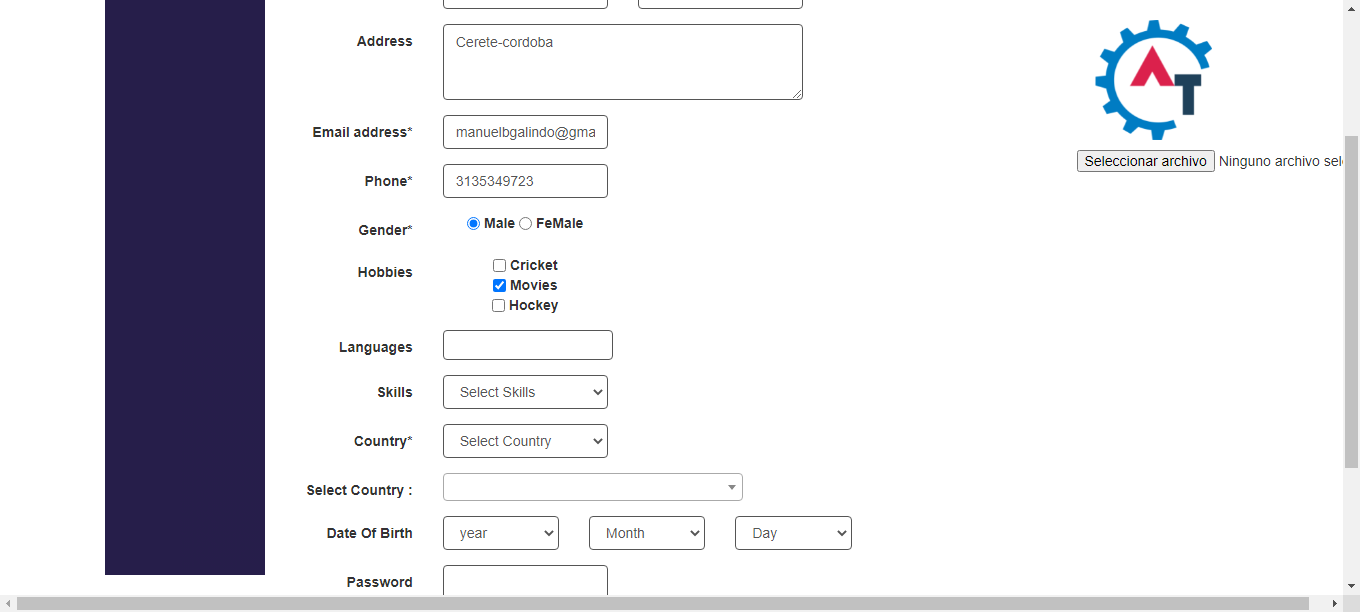 Address
Cerete-cordoba
Email address*
manuelbgalindo@gma
Phone*
3135349723
Gender*
Male FeMale
Hobbies
Cricket
Movies
Hockey
Languages
Skills
Select Skills
Country*
Select Country
Select Country :
Date Of Birth
year Month Day
Password
AT
Seleccionar archivo Ninguno archivo sel